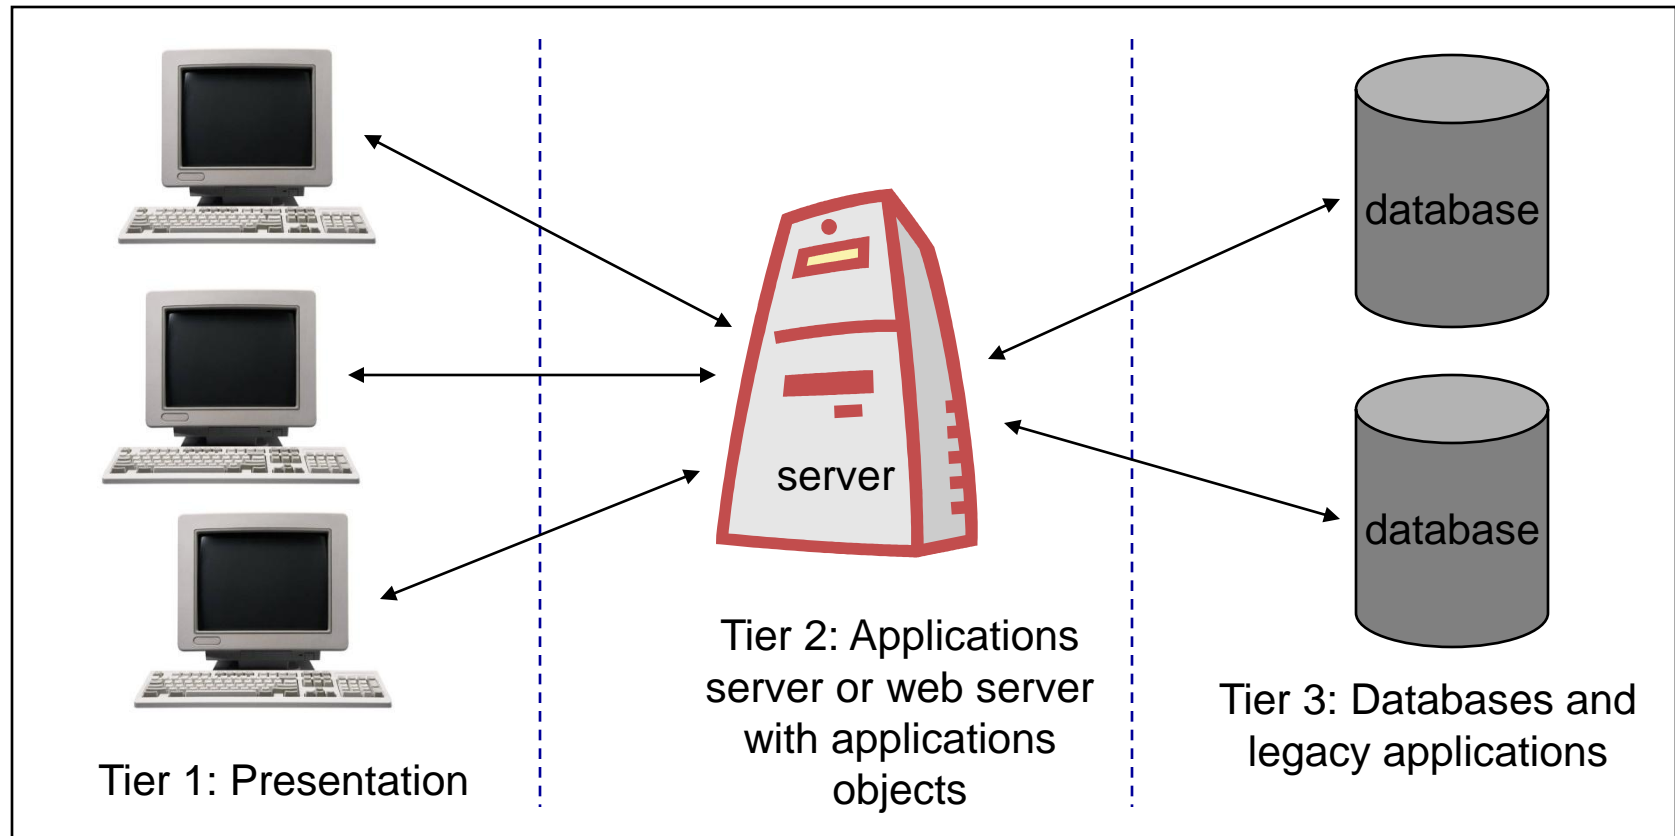 database
server
database
Tier 1: Presentation
Tier 2: Applications
server or web server
with applications
objects
Tier 3: Databases and
legacy applications